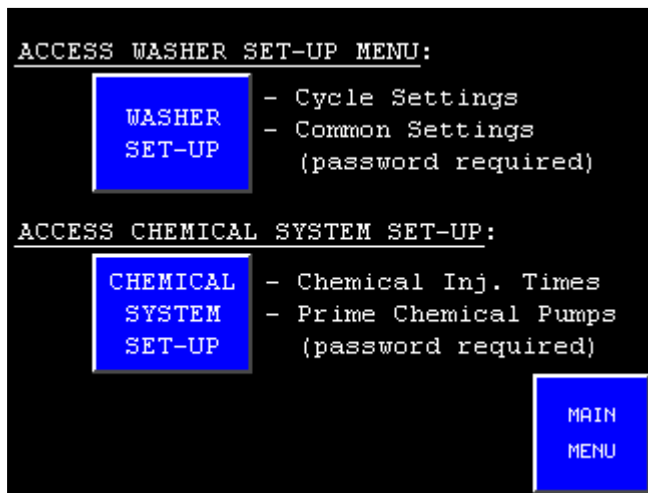 ACCESS WASHER SET-UP MENU:
WASHER
SET-UP
- Cycle Settings
- Common Settings
(password required)
ACCESS CHEMICAL SYSTEM SET-UP:
CHEMICAL
SYSTEM
SET-UP
- Chemical Inj. Times
- Prime Chemical Pumps
(password required)
MAIN
MENU